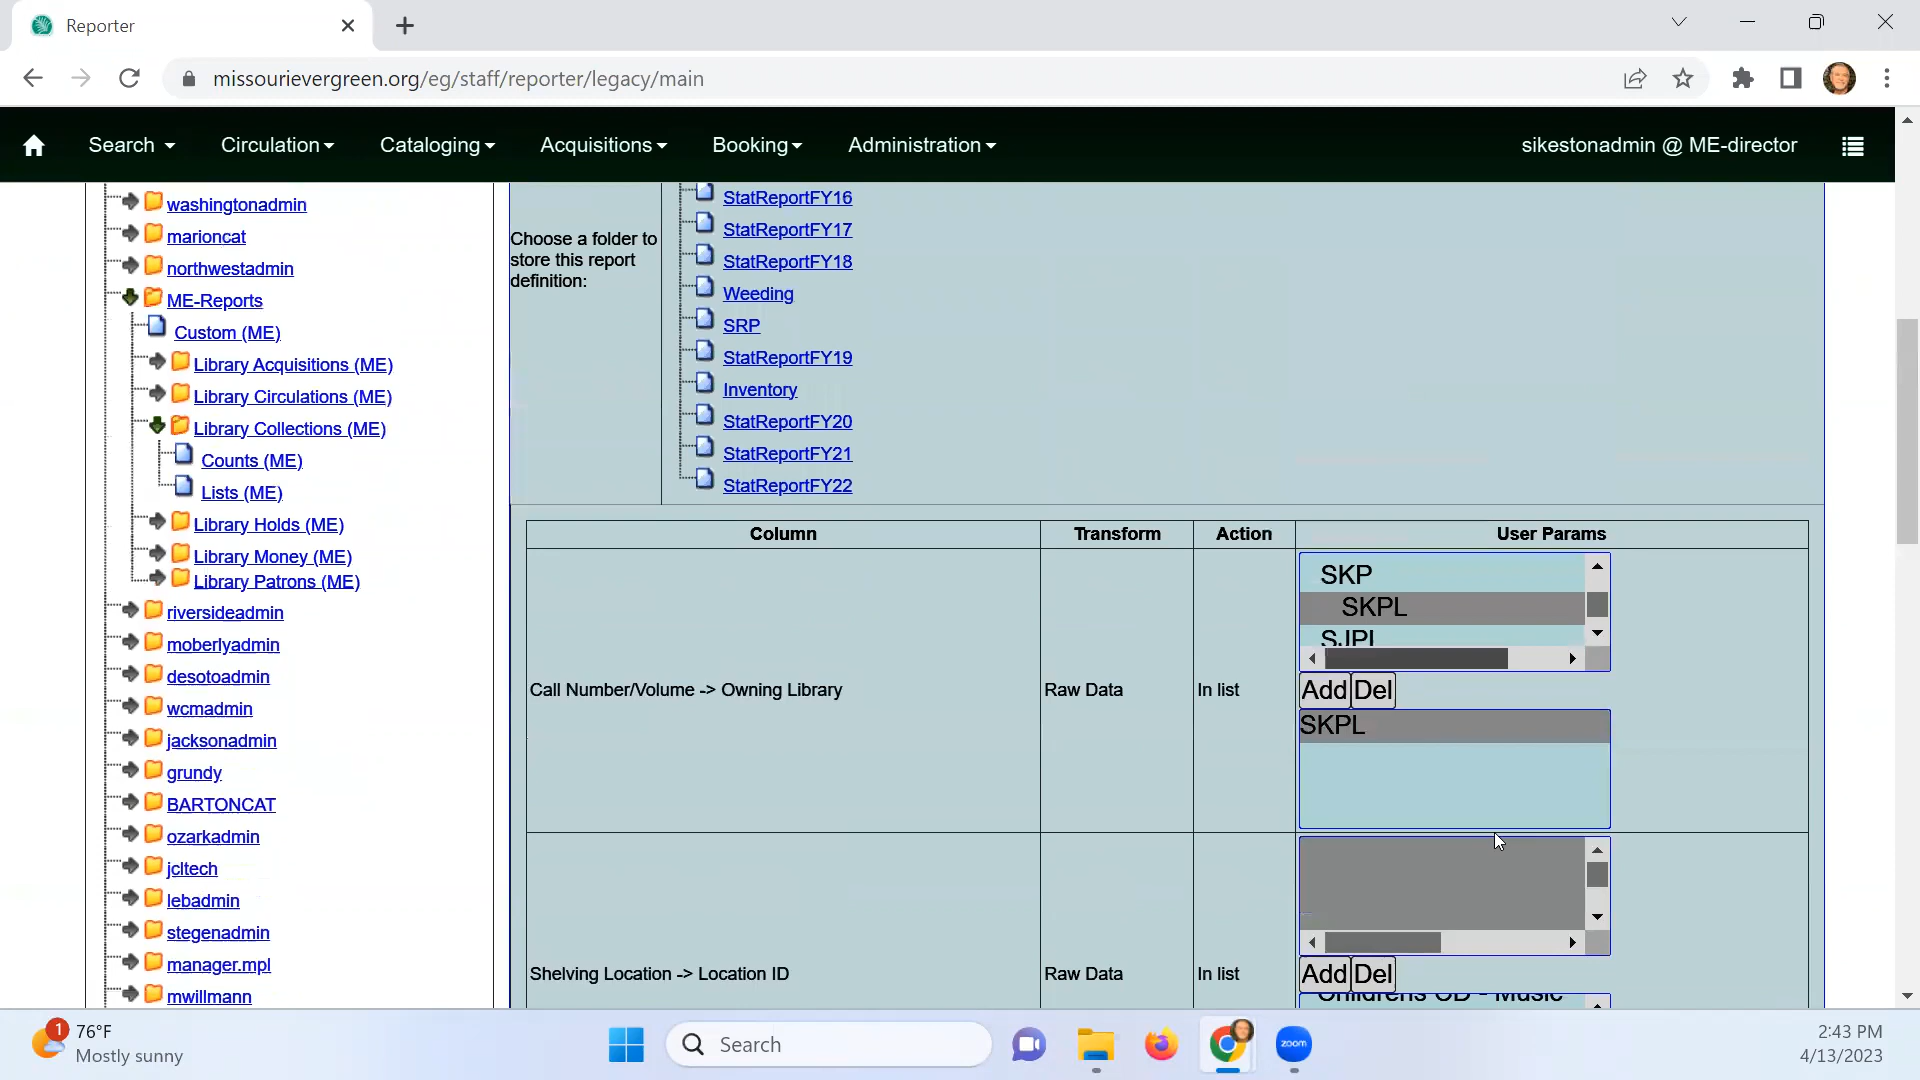 Reporter
missourievergreen.org/eg/staff/reporter/legacy/main
Search
Circulation
Cataloging
Acquisitions
Booking
Administration
sikestonadmin @ ME-director
washingtonadmin
marioncat
northwestadmin
ME-Reports
Custom (ME)
Library Acquisitions (ME)
Library Circulations (ME)
Library Collections (ME)
Counts (ME)
Lists (ME)
Library Holds (ME)
Library Money (ME)
Library Patrons (ME)
riversideadmin
moberlyadmin
desotoadmin
wcmadmin
jacksonadmin
grundy
BARTONCAT
ozarkadmin
jcltech
lebadmin
stegenadmin
manager.mpl
mwillmann
Choose a folder to
store this report
definition:
StatReportFY16
StatReportFY17
StatReportFY18
Weeding
SRP
StatReportFY19
Inventory
StatReportFY20
StatReportFY21
StatReportFY22
Column Transform Action User Params
SKP
SKPL
SJPL
Call Number/Volume -> Owning Library Raw Data In list
Add Del
SKPL
Shelving Location -> Location ID Raw Data In list
Add Del
Childrens CD - Music
1
76°F
Mostly sunny
Search
zoom
2:43 PM
4/13/2023